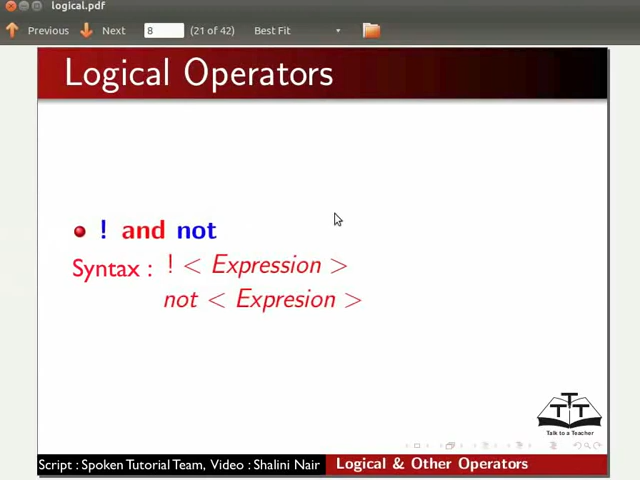 logical.pdf
Previous Next 8 (21 of 42) Best Fit
Logical Operators
! and not
Syntax : ! < Expression >
not < Expresion >
T
T T
Talk to a Teacher
Script : Spoken Tutorial Team, Video : Shalini Nair Logical & Other Operators